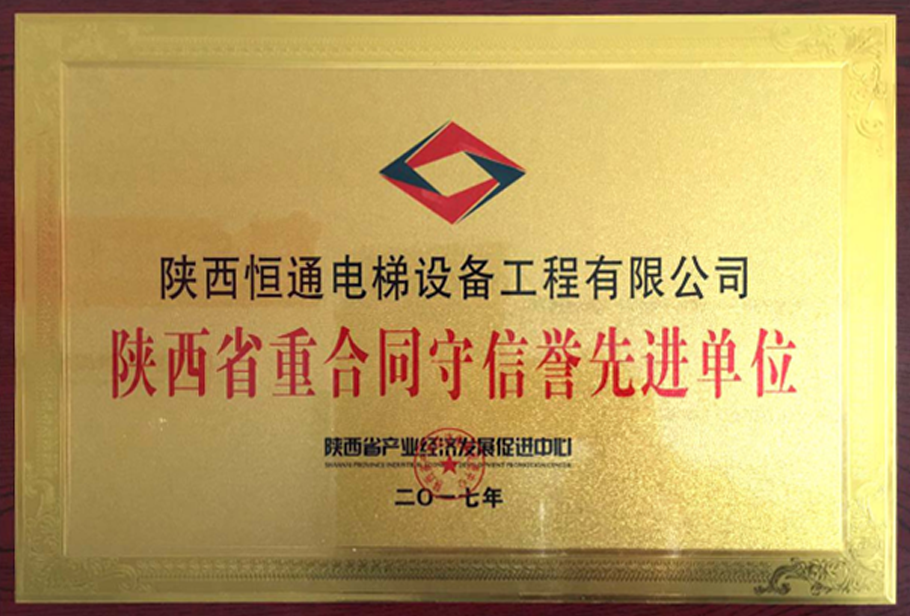 陕西恒通电梯设备工程有限公司
陕西省重合同守信誉先进单位
陕西省产业经济发展促进中心
二〇一七年